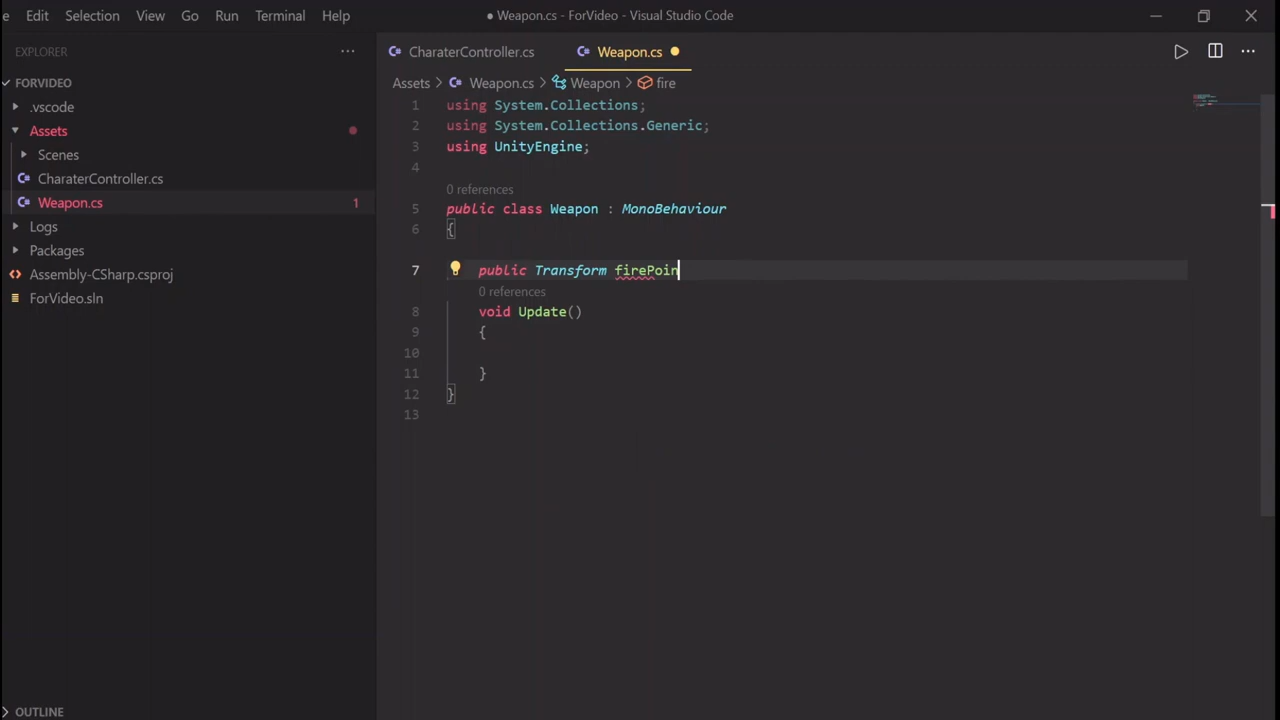 e Edit Selection View Go Run Terminal Help ● Weapon.cs - ForVideo - Visual Studio Code
EXPLORER ···
FORVIDEO
.vscode
Assets
Scenes
CharaterController.cs
Weapon.cs 1
Logs
Packages
Assembly-CSharp.csproj
ForVideo.sln
OUTLINE
CharaterController.cs Weapon.cs
Assets > Weapon.cs > Weapon > fire
1 using System.Collections;
2 using System.Collections.Generic;
3 using UnityEngine;
4
0 references
5 public class Weapon : MonoBehaviour
6 {
7 public Transform firePoin
0 references
8 void Update()
9 {
10
11 }
12 }
13